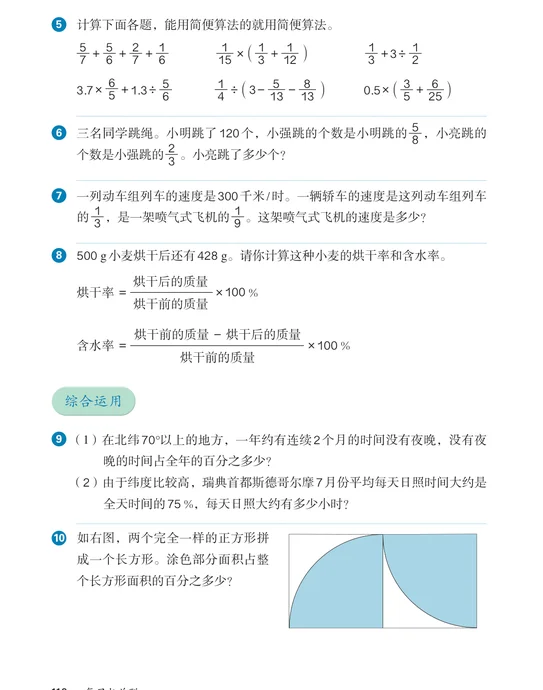 5 计算下面各题，能用简便算法的就用简便算法。
5/7+5/6+2/7+1/6 1/15×(1/3+1/12) 1/3+3÷1/2
3.7×6/5+1.3÷5/6 1/4÷(3-5/13-8/13) 0.5×(3/5+6/25)
6 三名同学跳绳。小明跳了120个，小强跳的个数是小明跳的5/8，小亮跳的
个数是小强跳的2/3。小亮跳了多少个？
7 一列动车组列车的速度是300千米/时。一辆轿车的速度是这列动车组列车
的1/3，是一架喷气式飞机的1/9。这架喷气式飞机的速度是多少？
8 500 g小麦烘干后还有428 g。请你计算这种小麦的烘干率和含水率。
烘干率=烘干后的质量/烘干前的质量×100 %
含水率=烘干前的质量-烘干后的质量/烘干前的质量×100 %
综合运用
9 （1）在北纬70°以上的地方，一年约有连续2个月的时间没有夜晚，没有夜
晚的时间占全年的百分之多少？
（2）由于纬度比较高，瑞典首都斯德哥尔摩7月份平均每天日照时间大约是
全天时间的75 %，每天日照大约有多少小时？
10 如右图，两个完全一样的正方形拼
成一个长方形。涂色部分面积占整
个长方形面积的百分之多少？